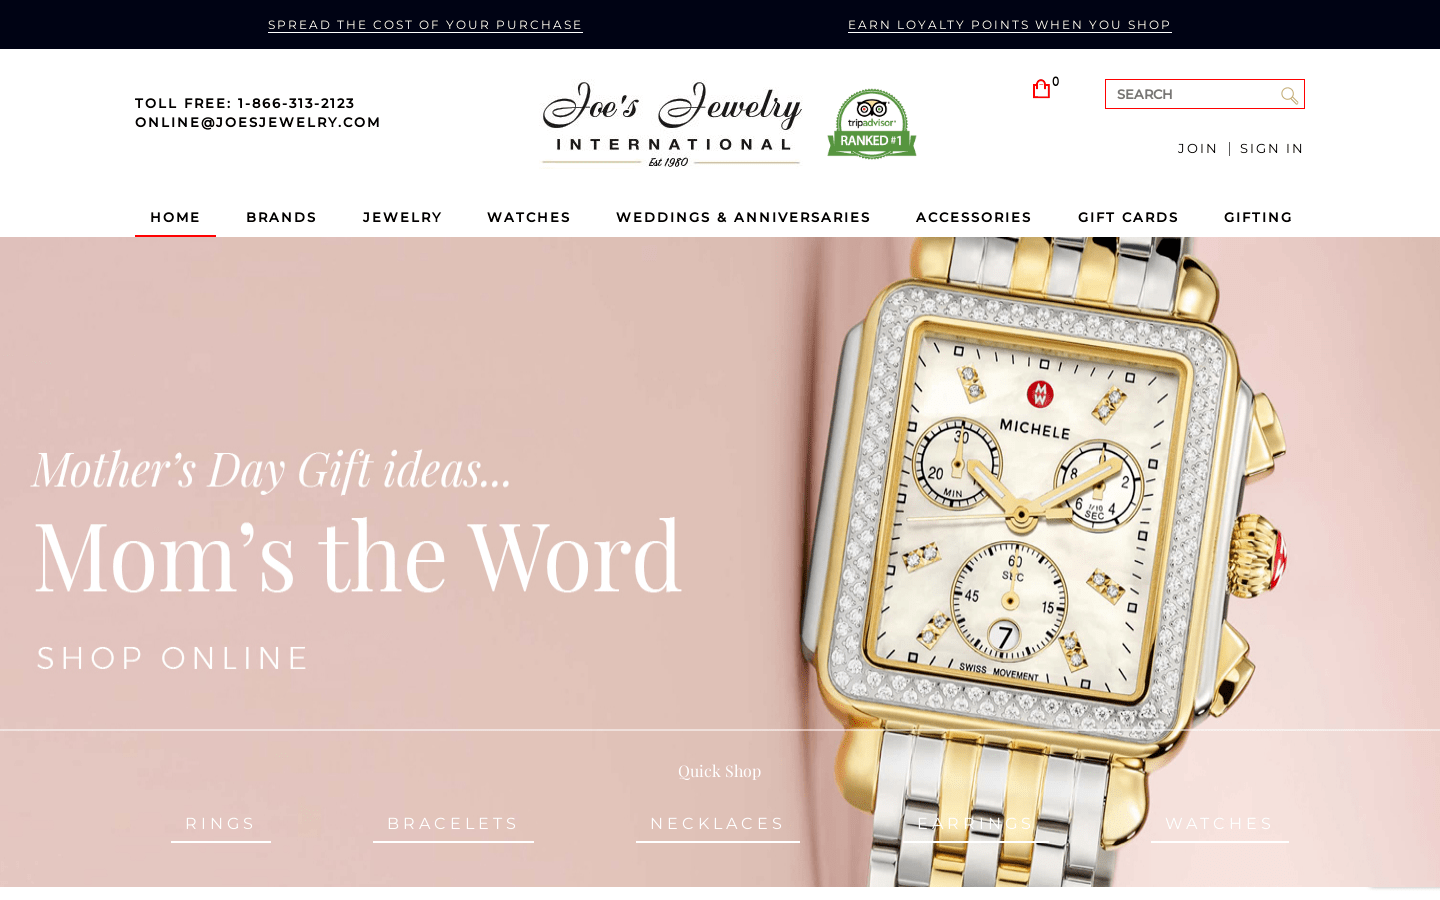 SPREAD THE COST OF YOUR PURCHASE
EARN LOYALTY POINTS WHEN YOU SHOP
TOLL FREE: 1-866-313-2123
ONLINE@JOESJEWELRY.COM
Joe's Jewelry
INTERNATIONAL
Est 1980
tripadvisor
RANKED #1
0
SEARCH
JOIN | SIGN IN
HOME BRANDS JEWELRY WATCHES WEDDINGS & ANNIVERSARIES ACCESSORIES GIFT CARDS GIFTING
Mother's Day Gift ideas...
Mom's the Word
SHOP ONLINE
MW
MICHELE
30
20
MIN
8
2
6
1/10
4
SEC
60
SEC
45
15
7
SWISS MOVEMENT
Quick Shop
RINGS BRACELETS NECKLACES EARRINGS WATCHES